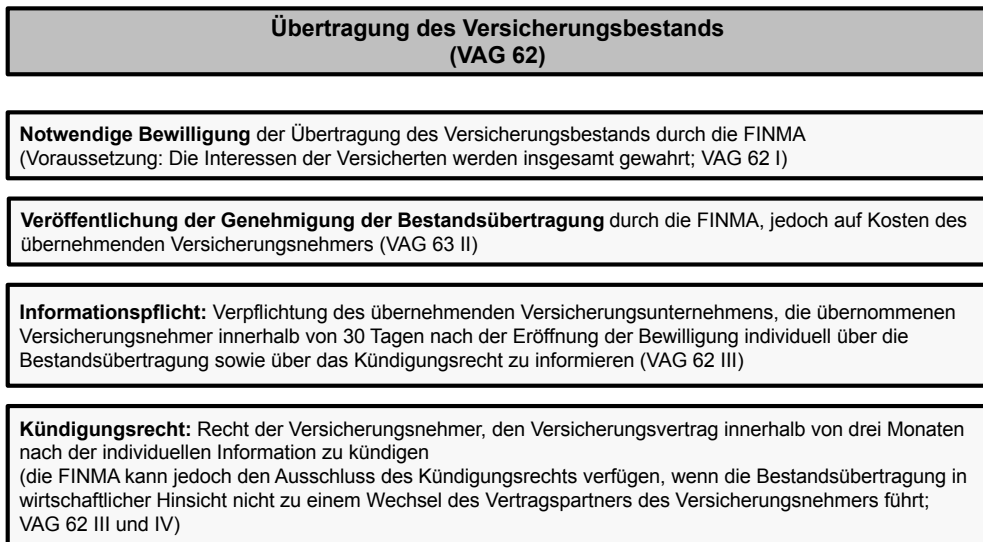 Übertragung des Versicherungsbestands
(VAG 62)
Notwendige Bewilligung der Übertragung des Versicherungsbestands durch die FINMA
(Voraussetzung: Die Interessen der Versicherten werden insgesamt gewahrt; VAG 62 I)
Veröffentlichung der Genehmigung der Bestandsübertragung durch die FINMA, jedoch auf Kosten des
übernehmenden Versicherungsnehmers (VAG 63 II)
Informationspflicht: Verpflichtung des übernehmenden Versicherungsunternehmens, die übernommenen
Versicherungsnehmer innerhalb von 30 Tagen nach der Eröffnung der Bewilligung individuell über die
Bestandsübertragung sowie über das Kündigungsrecht zu informieren (VAG 62 III)
Kündigungsrecht: Recht der Versicherungsnehmer, den Versicherungsvertrag innerhalb von drei Monaten
nach der individuellen Information zu kündigen
(die FINMA kann jedoch den Ausschluss des Kündigungsrechts verfügen, wenn die Bestandsübertragung in
wirtschaftlicher Hinsicht nicht zu einem Wechsel des Vertragspartners des Versicherungsnehmers führt;
VAG 62 III und IV)